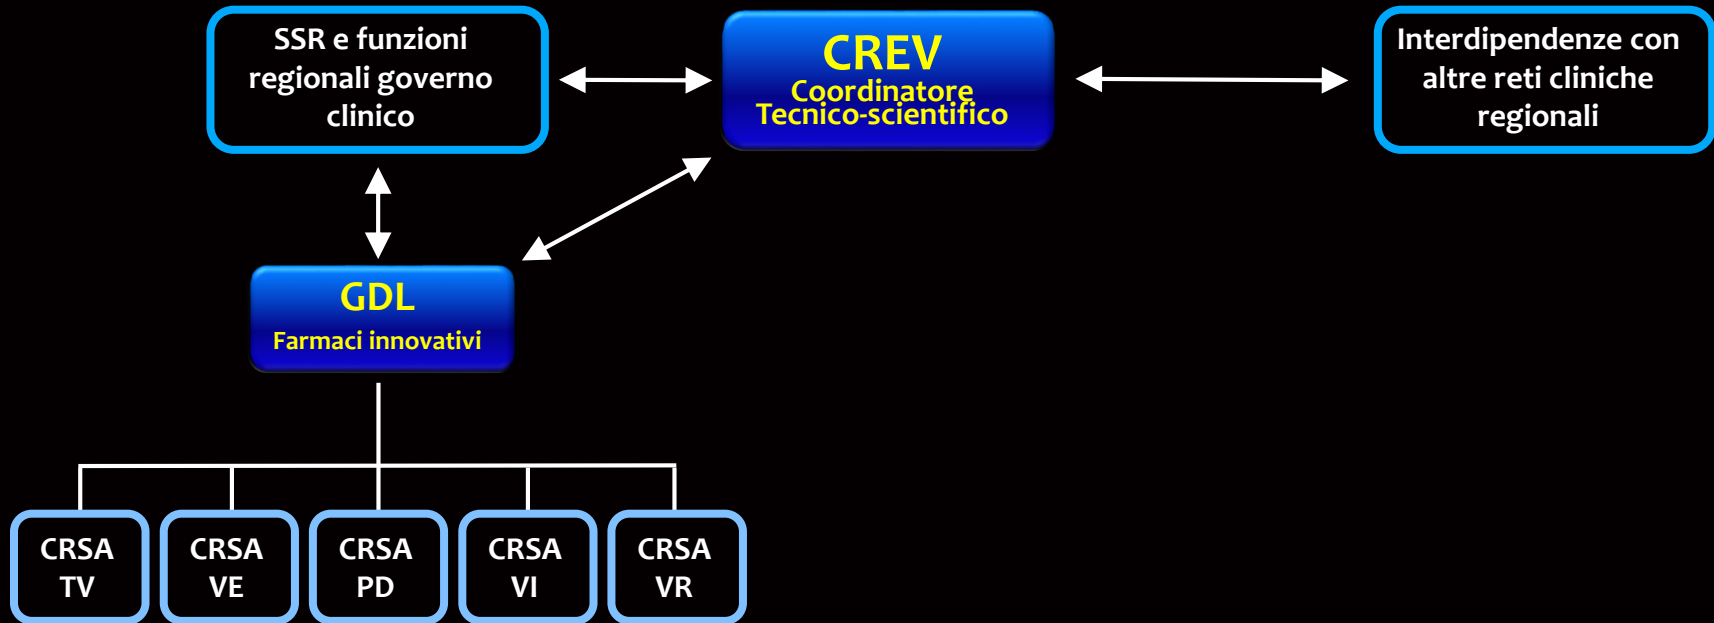 SSR e funzioni
regionali governo
clinico
CREV
Coordinatore
Tecnico-scientifico
Interdipendenze con
altre reti cliniche
regionali
GDL
Farmaci innovativi
CRSA
TV
CRSA
VE
CRSA
PD
CRSA
VI
CRSA
VR